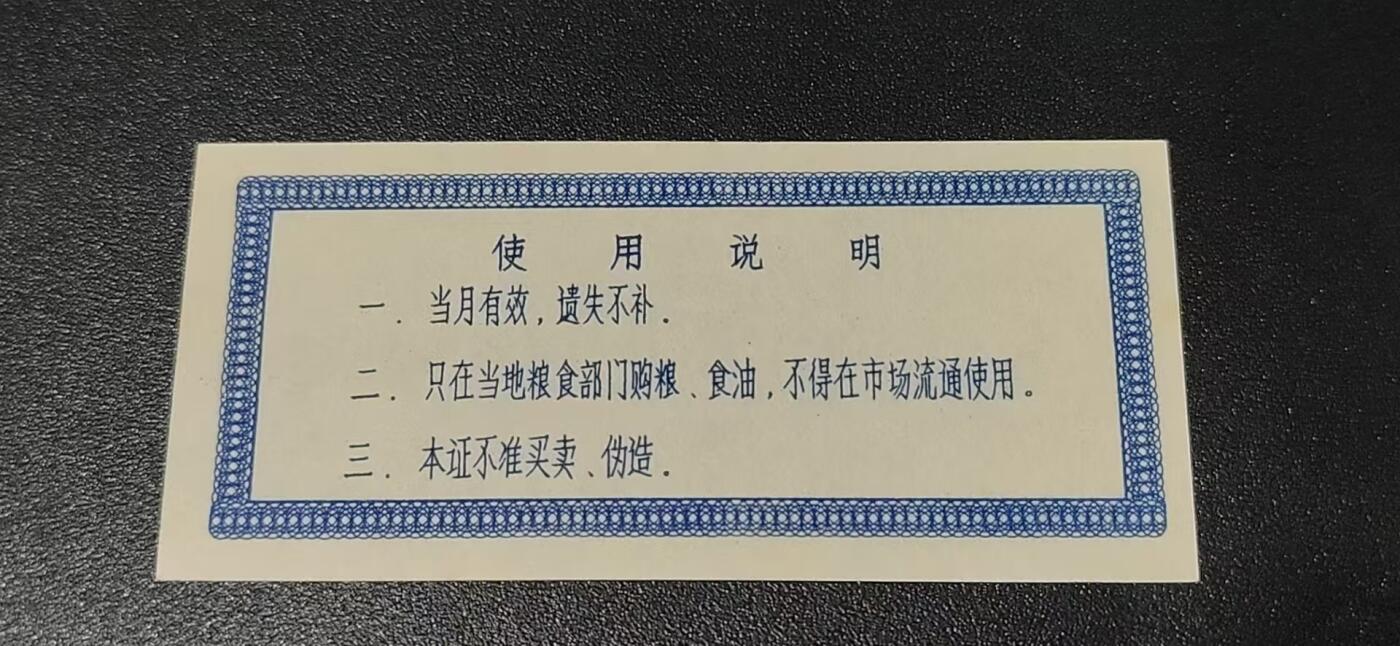 使用说明
一．当月有效，遗失不补．
二．只在当地粮食部门购粮、食油，不得在市场流通使用。
三．本证不准买卖、伪造．